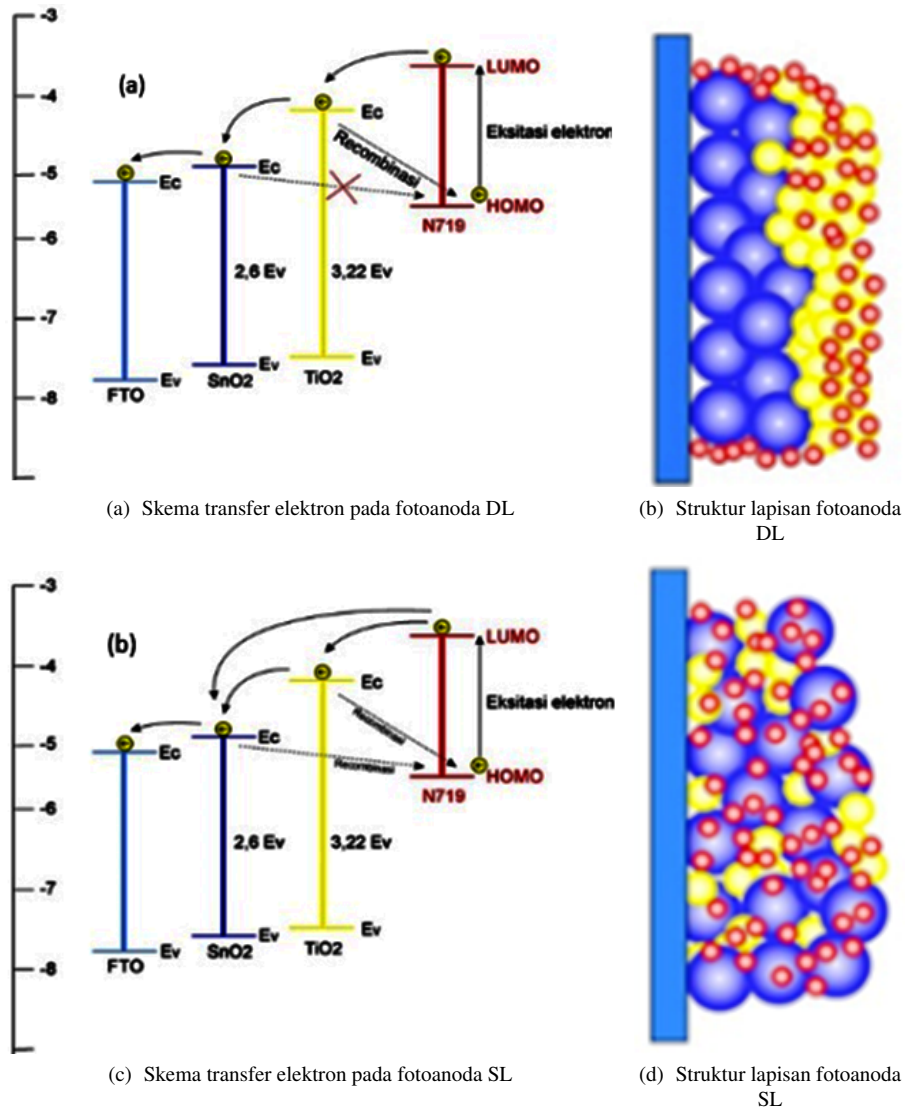 -3
(a)
LUMO
-4
Ec
Eksitasi elektron
Recombinasi
Ec
-5
Ec
HOMO
N719
-6
2,6 Ev
3,22 Ev
-7
Ev
TiO2
Ev
SnO2
Ev
FTO
-8
(a) Skema transfer elektron pada fotoanoda DL
(b) Struktur lapisan fotoanoda
DL
-3
(b)
LUMO
-4
Ec
Eksitasi elektron
Recombinasi
Ec
-5
Ec
Recombinasi
HOMO
N719
-6
2,6 Ev
3,22 Ev
-7
Ev
TiO2
Ev
SnO2
Ev
FTO
-8
(c) Skema transfer elektron pada fotoanoda SL
(d) Struktur lapisan fotoanoda
SL